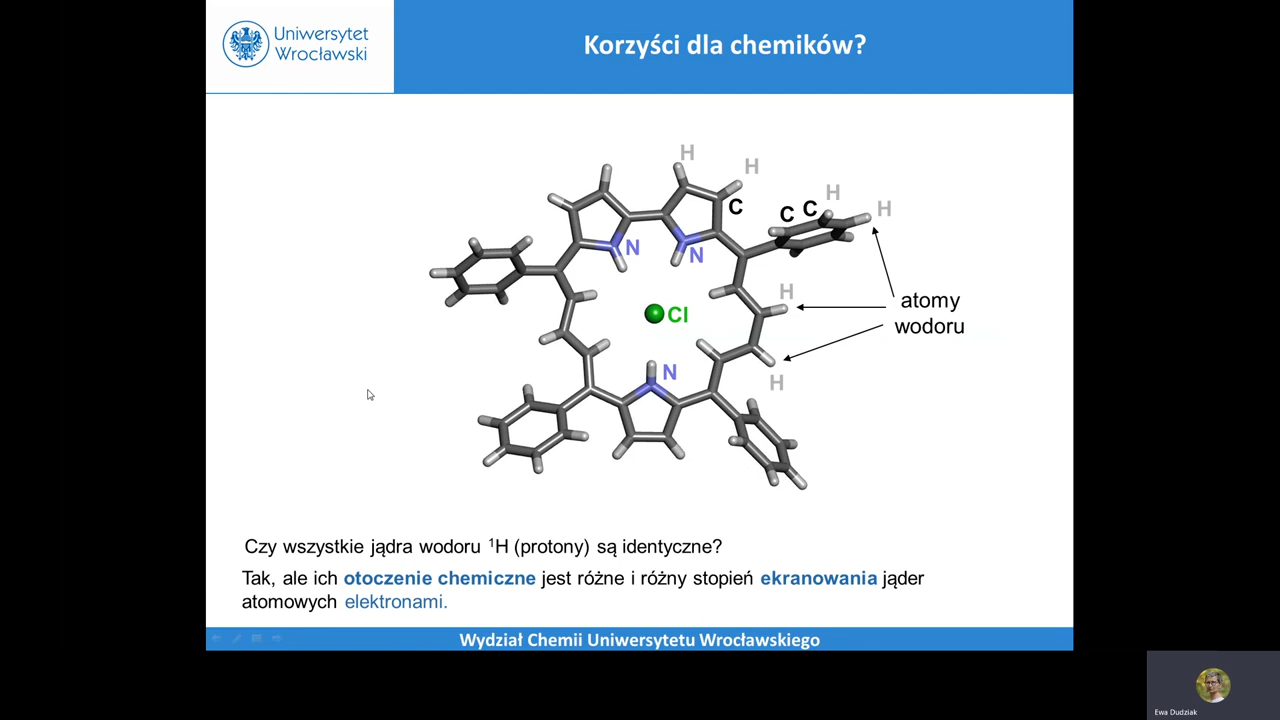 Uniwersytet
Wrocławski
Korzyści dla chemików?
H
H
H
H
C
C
C
N
N
H
Cl
atomy
wodoru
N
H
Czy wszystkie jądra wodoru ¹H (protony) są identyczne?
Tak, ale ich otoczenie chemiczne jest różne i różny stopień ekranowania jąder
atomowych elektronami.
Wydział Chemii Uniwersytetu Wrocławskiego
Ewa Dudziak